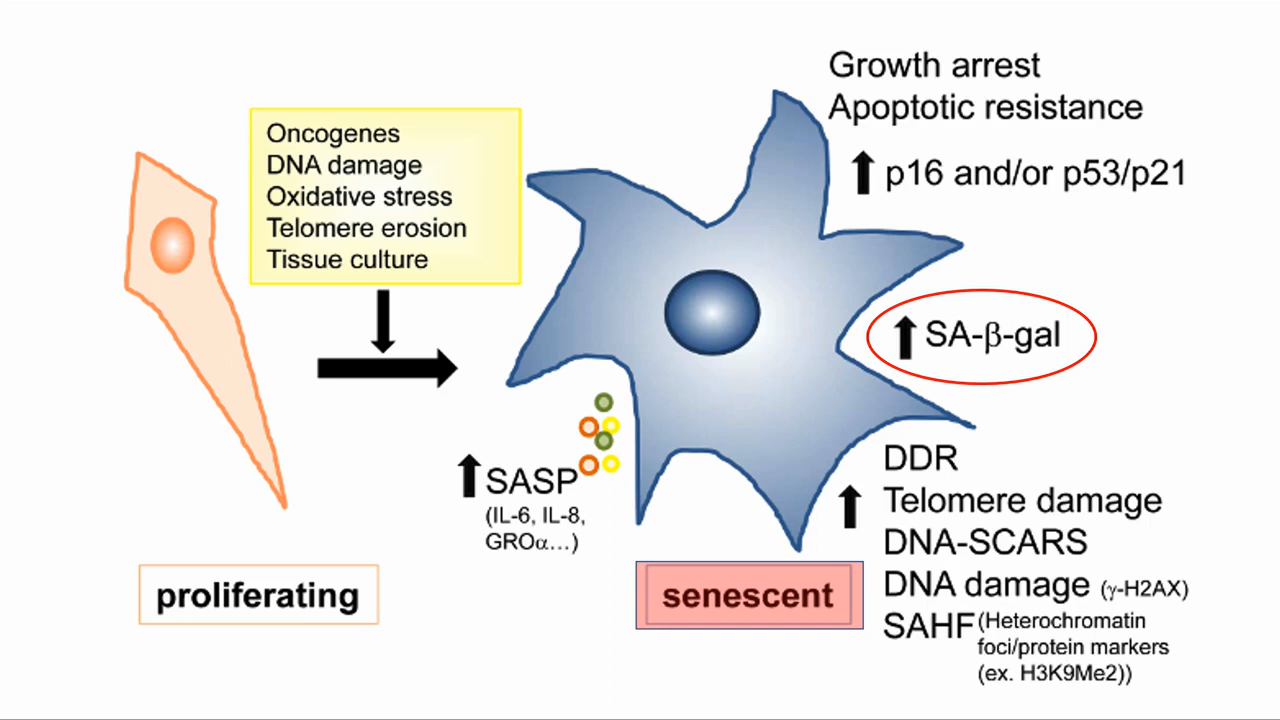 Growth arrest
Apoptotic resistance
p16 and/or p53/p21
Oncogenes
DNA damage
Oxidative stress
Telomere erosion
Tissue culture
SA-β-gal
SASP
(IL-6, IL-8,
GROα...)
DDR
Telomere damage
DNA-SCARS
DNA damage (γ-H2AX)
SAHF (Heterochromatin
foci/protein markers
(ex. H3K9Me2))
proliferating
senescent